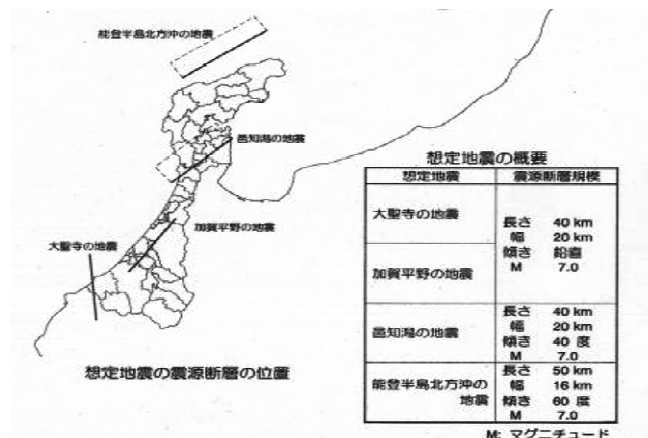 能登半島北方沖の地震
邑知潟の地震
加賀平野の地震
大聖寺の地震
想定地震の震源断層の位置
想定地震の概要
想定地震 震源断層規模
大聖寺の地震
加賀平野の地震
長さ 40 km
幅 20 km
傾き 鉛直
M 7.0
邑知潟の地震
長さ 40 km
幅 20 km
傾き 40 度
M 7.0
能登半島北方沖の
地震
長さ 50 km
幅 16 km
傾き 60 度
M 7.0
M: マグニチュード